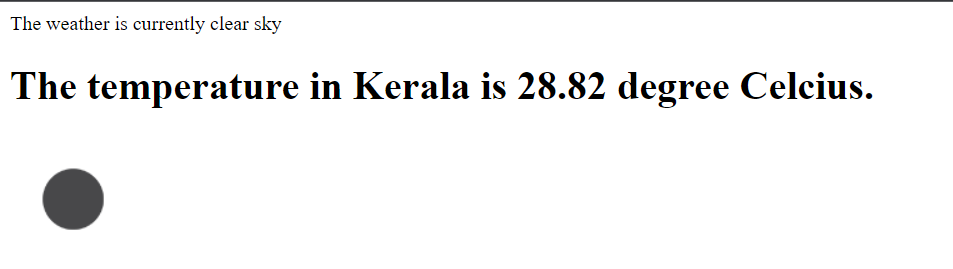 The weather is currently clear sky
The temperature in Kerala is 28.82 degree Celcius.